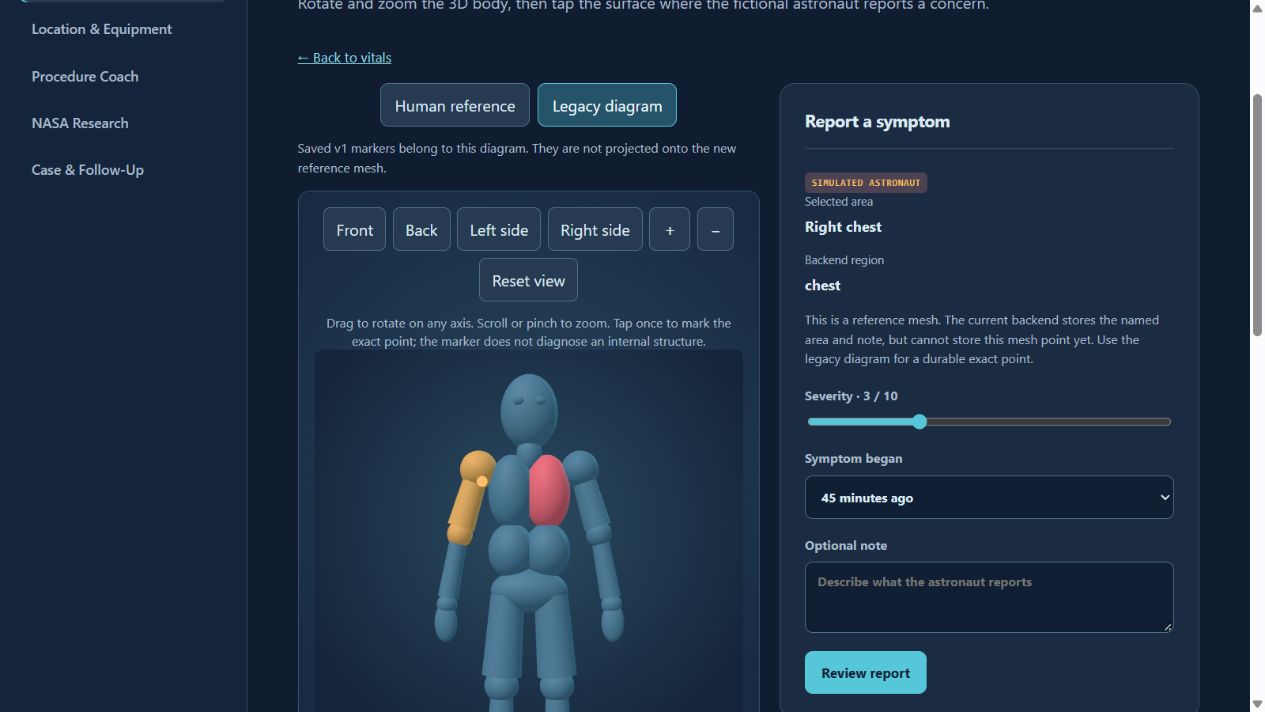 Rotate and zoom the 3D body, then tap the surface where the fictional astronaut reports a concern.
Location & Equipment
Procedure Coach
NASA Research
Case & Follow-Up
← Back to vitals
Human reference
Legacy diagram
Saved v1 markers belong to this diagram. They are not projected onto the new
reference mesh.
Front
Back
Left side
Right side
+
–
Reset view
Drag to rotate on any axis. Scroll or pinch to zoom. Tap once to mark the
exact point; the marker does not diagnose an internal structure.
Report a symptom
SIMULATED ASTRONAUT
Selected area
Right chest
Backend region
chest
This is a reference mesh. The current backend stores the named
area and note, but cannot store this mesh point yet. Use the
legacy diagram for a durable exact point.
Severity · 3 / 10
Symptom began
45 minutes ago
Optional note
Describe what the astronaut reports
Review report